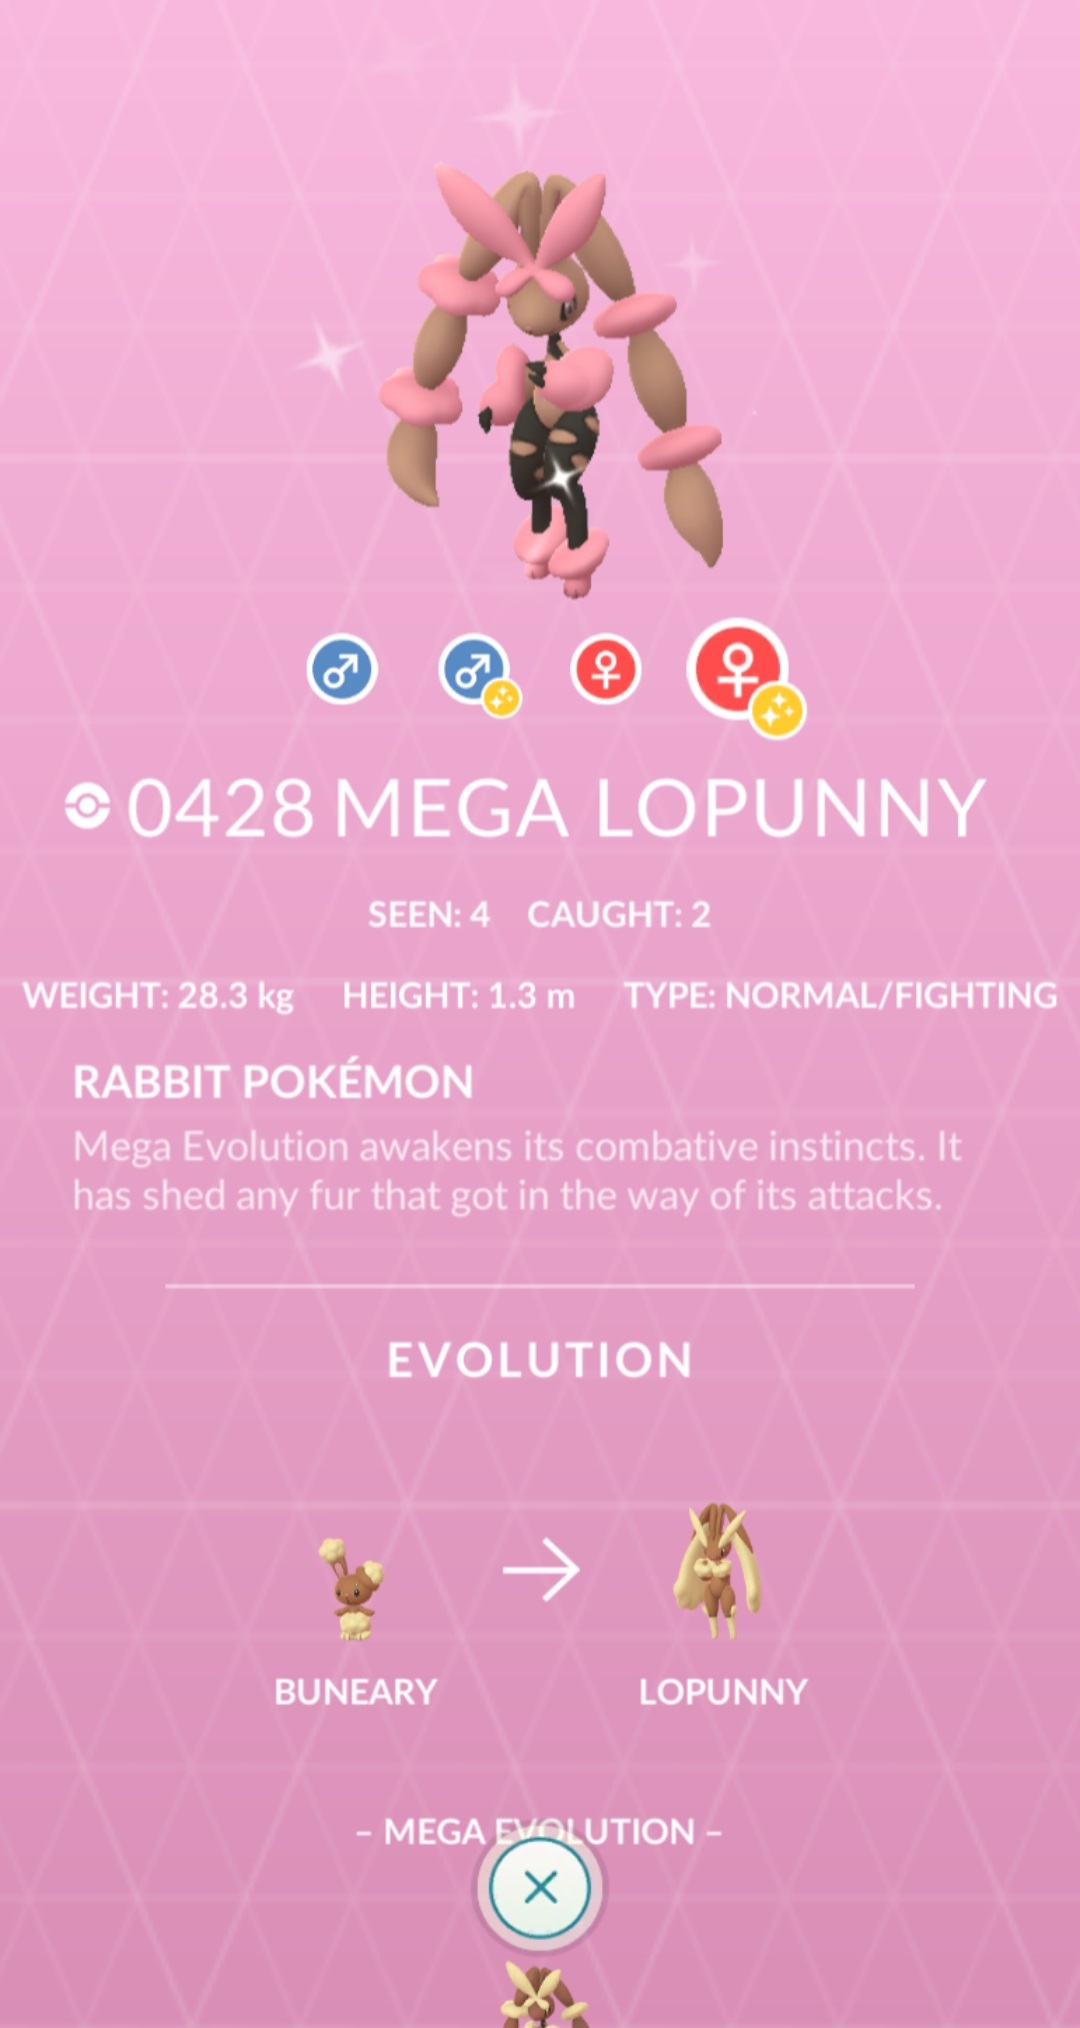 0428 MEGA LOPUNNY
SEEN: 4 CAUGHT: 2
WEIGHT: 28.3 kg HEIGHT: 1.3 m TYPE: NORMAL/FIGHTING
RABBIT POKÉMON
Mega Evolution awakens its combative instincts. It
has shed any fur that got in the way of its attacks.
EVOLUTION
BUNEARY LOPUNNY
– MEGA EVOLUTION –